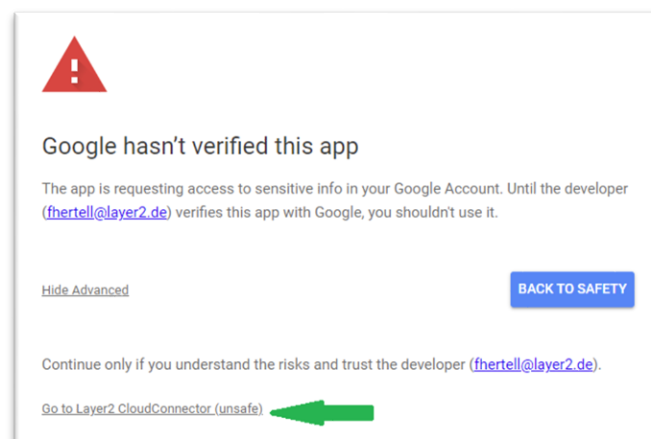 Google hasn't verified this app
The app is requesting access to sensitive info in your Google Account. Until the developer
(fhertell@layer2.de) verifies this app with Google, you shouldn't use it.
Hide Advanced
BACK TO SAFETY
Continue only if you understand the risks and trust the developer (fhertell@layer2.de).
Go to Layer2 CloudConnector (unsafe)